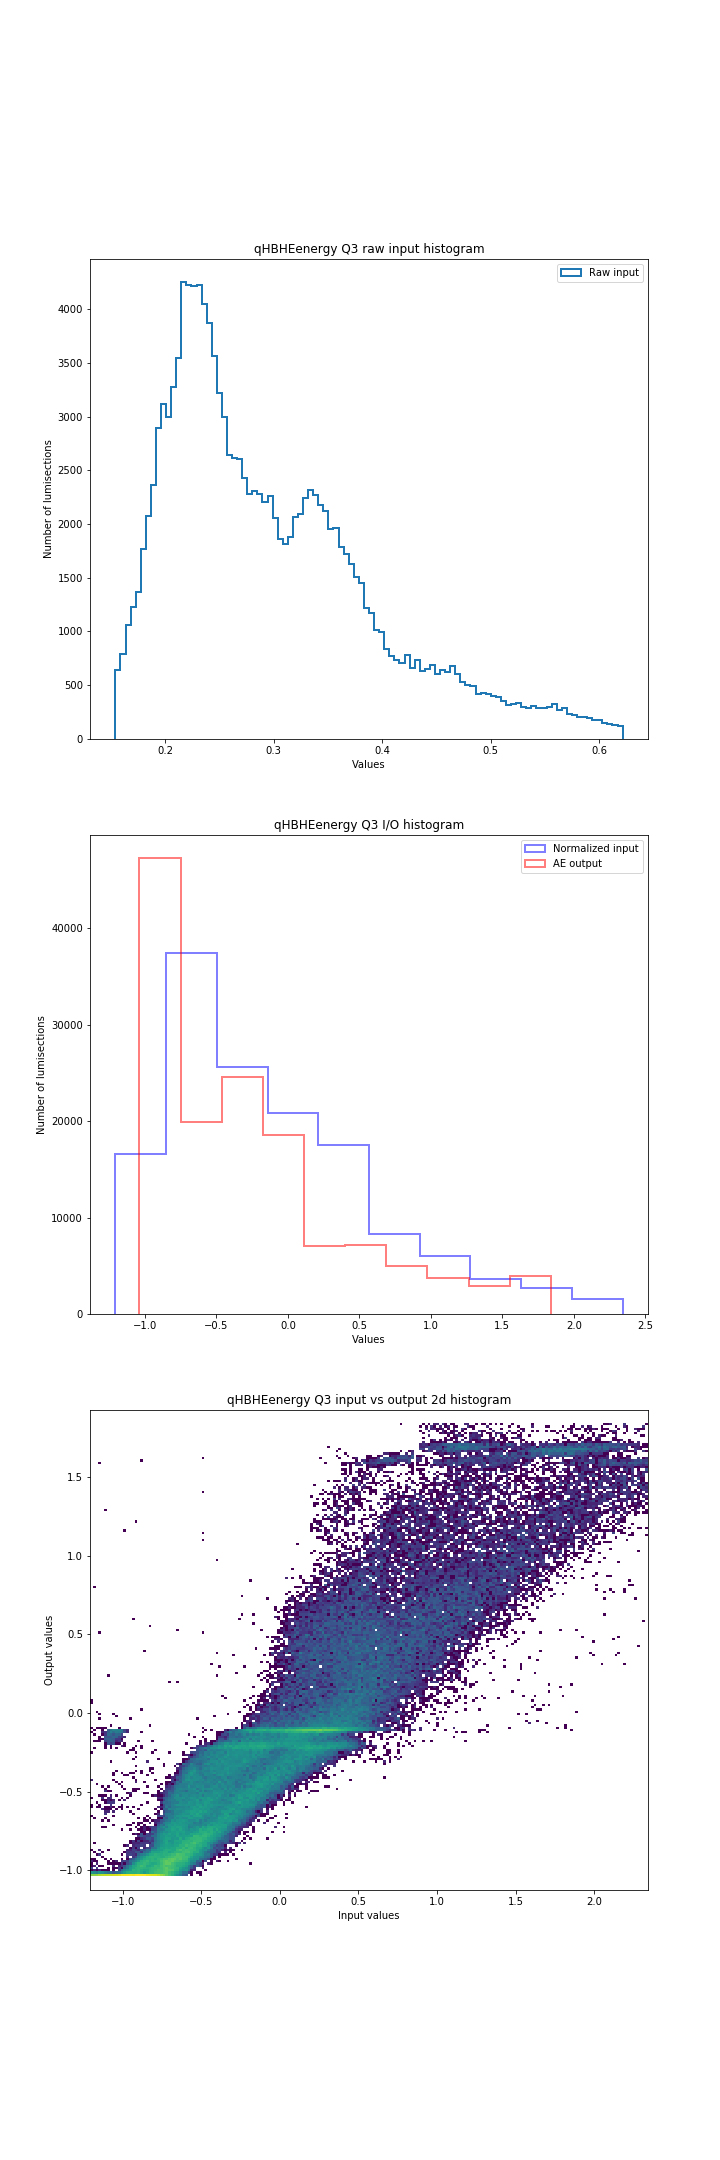 qHBHEenergy Q3 raw input histogram
Raw input
4000
3500
3000
2500
2000
1500
1000
500
0
Number of lumisections
0.2 0.3 0.4 0.5 0.6
Values
qHBHEenergy Q3 I/O histogram
Normalized input
AE output
40000
30000
20000
10000
0
Number of lumisections
−1.0 −0.5 0.0 0.5 1.0 1.5 2.0 2.5
Values
qHBHEenergy Q3 input vs output 2d histogram
1.5
1.0
0.5
0.0
−0.5
−1.0
Output values
−1.0 −0.5 0.0 0.5 1.0 1.5 2.0
Input values